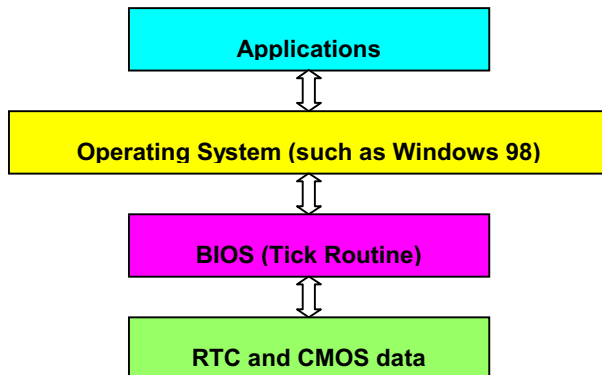 Applications
Operating System (such as Windows 98)
BIOS (Tick Routine)
RTC and CMOS data